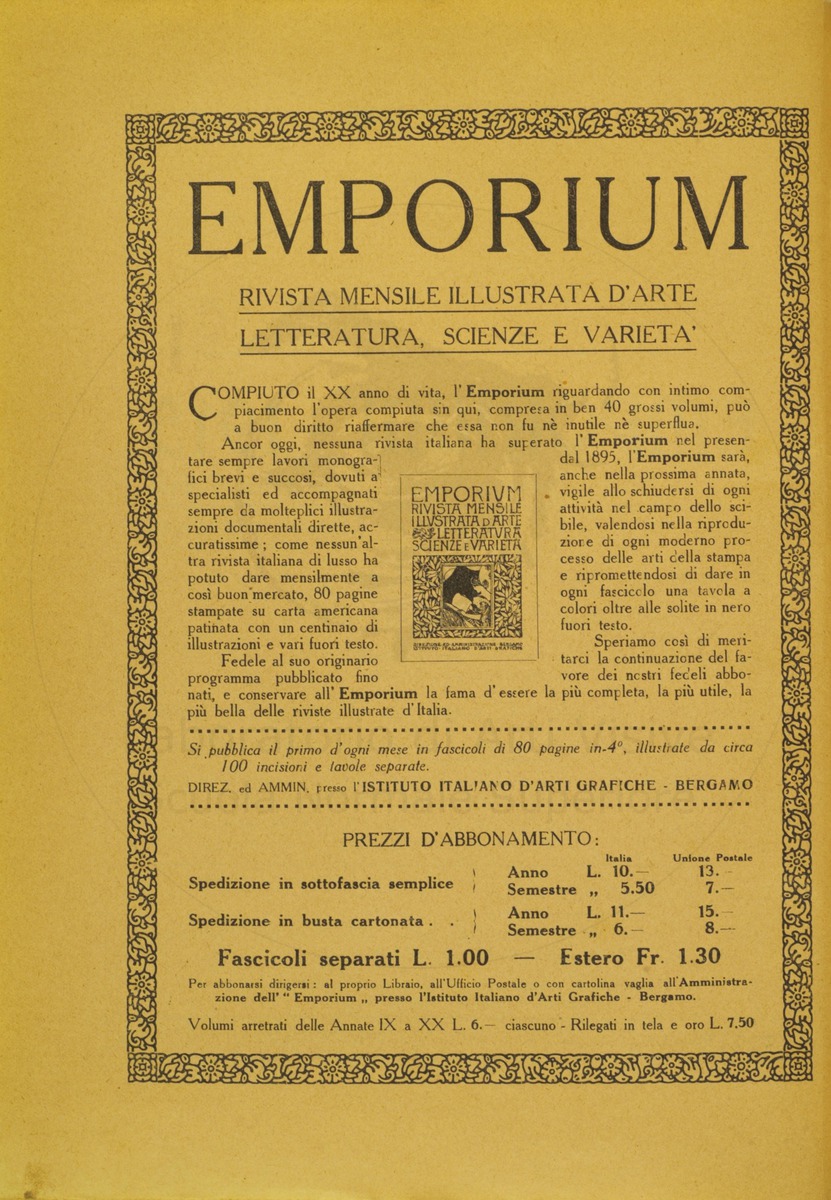 EMPORIUM
RIVISTA MENSILE ILLUSTRATA D'ARTE
LETTERATURA, SCIENZE E VARIETA'
COMPIUTO il XX anno di vita, l'Emporium riguardando con intimo com-
piacimento l'opera compiuta sin qui, compresa in ben 40 grossi volumi, può
a buon diritto riaffermare che essa non fu nè inutile nè superflua.
Ancor oggi, nessuna rivista italiana ha superato l'Emporium nel presen-
tare sempre lavori monogra-
fici brevi e succosi, dovuti a
specialisti ed accompagnati
sempre da molteplici illustra-
zioni documentali dirette, ac-
curatissime; come nessun'al-
tra rivista italiana di lusso ha
potuto dare mensilmente a
così buon mercato, 80 pagine
stampate su carta americana
patinata con un centinaio di
illustrazioni e vari fuori testo.
Fedele al suo originario
programma pubblicato fino
EMPORIVM
RIVISTA MENSILE
ILLVSTRATA D'ARTE
LETTERATVRA
SCIENZE E VARIETA
dal 1895, l'Emporium sarà,
anche nella prossima annata,
vigile allo schiudersi di ogni
attività nel campo dello sci-
bile, valendosi nella riprodu-
zione di ogni moderno pro-
cesso delle arti della stampa
e ripromettendosi di dare in
ogni fascicolo una tavola a
colori oltre alle solite in nero
fuori testo.
Speriamo così di meri-
tarci la continuazione del fa-
vore dei nostri fedeli abbo-
nati, e conservare all'Emporium la fama d'essere la più completa, la più utile, la
più bella delle riviste illustrate d'Italia.
Si pubblica il primo d'ogni mese in fascicoli di 80 pagine in-4º, illustrate da circa
100 incisioni e tavole separate.
DIREZ. ed AMMIN. presso l'ISTITUTO ITALIANO D'ARTI GRAFICHE - BERGAMO
PREZZI D'ABBONAMENTO:
Italia Unione Postale
Spedizione in sottofascia semplice
Anno L. 10.— 13.—
Semestre „ 5.50 7.—
Spedizione in busta cartonata . .
Anno L. 11.— 15.—
Semestre „ 6.— 8.—
Fascicoli separati L. 1.00 — Estero Fr. 1.30
Per abbonarsi dirigersi: al proprio Libraio, all'Ufficio Postale o con cartolina vaglia all'Amministra-
zione dell' " Emporium „ presso l'Istituto Italiano d'Arti Grafiche - Bergamo.
Volumi arretrati delle Annate IX a XX L. 6.— ciascuno - Rilegati in tela e oro L. 7.50